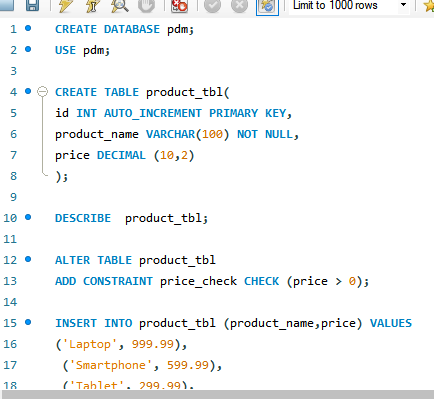 Limit to 1000 rows
1 CREATE DATABASE pdm;
2 USE pdm;
3
4 CREATE TABLE product_tbl(
5 id INT AUTO_INCREMENT PRIMARY KEY,
6 product_name VARCHAR(100) NOT NULL,
7 price DECIMAL (10,2)
8 );
9
10 DESCRIBE  product_tbl;
11
12 ALTER TABLE product_tbl
13 ADD CONSTRAINT price_check CHECK (price > 0);
14
15 INSERT INTO product_tbl (product_name,price) VALUES
16 ('Laptop', 999.99),
17  ('Smartphone', 599.99),
18  ('Tablet', 299.99),